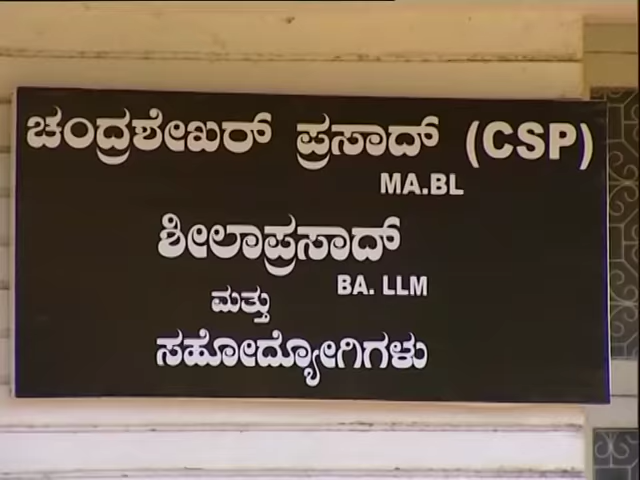 ಚಂದ್ರಶೇಖರ್ ಪ್ರಸಾದ್ (CSP)
MA.BL
ಶೀಲಾಪ್ರಸಾದ್
BA. LLM
ಮತ್ತು
ಸಹೋದ್ಯೋಗಿಗಳು